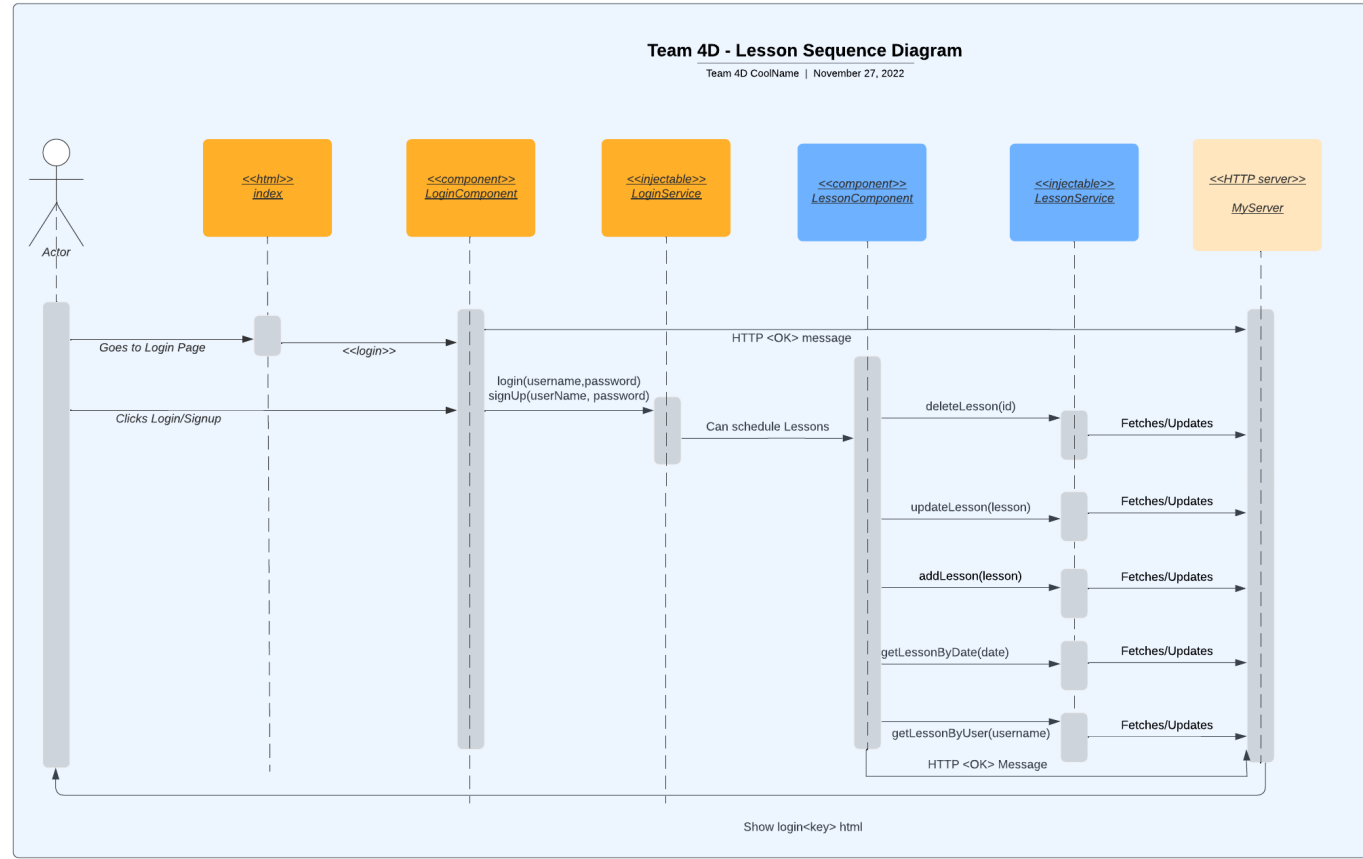 Team 4D - Lesson Sequence Diagram
Team 4D CoolName | November 27, 2022
<<html>>
index
<<component>>
LoginComponent
<<injectable>>
LoginService
<<component>>
LessonComponent
<<injectable>>
LessonService
<<HTTP server>>
MyServer
Actor
Goes to Login Page
<<login>>
HTTP <OK> message
Clicks Login/Signup
login(username,password)
signUp(userName, password)
Can schedule Lessons
deleteLesson(id)
Fetches/Updates
updateLesson(lesson)
Fetches/Updates
addLesson(lesson)
Fetches/Updates
getLessonByDate(date)
Fetches/Updates
getLessonByUser(username)
Fetches/Updates
HTTP <OK> Message
Show login<key> html